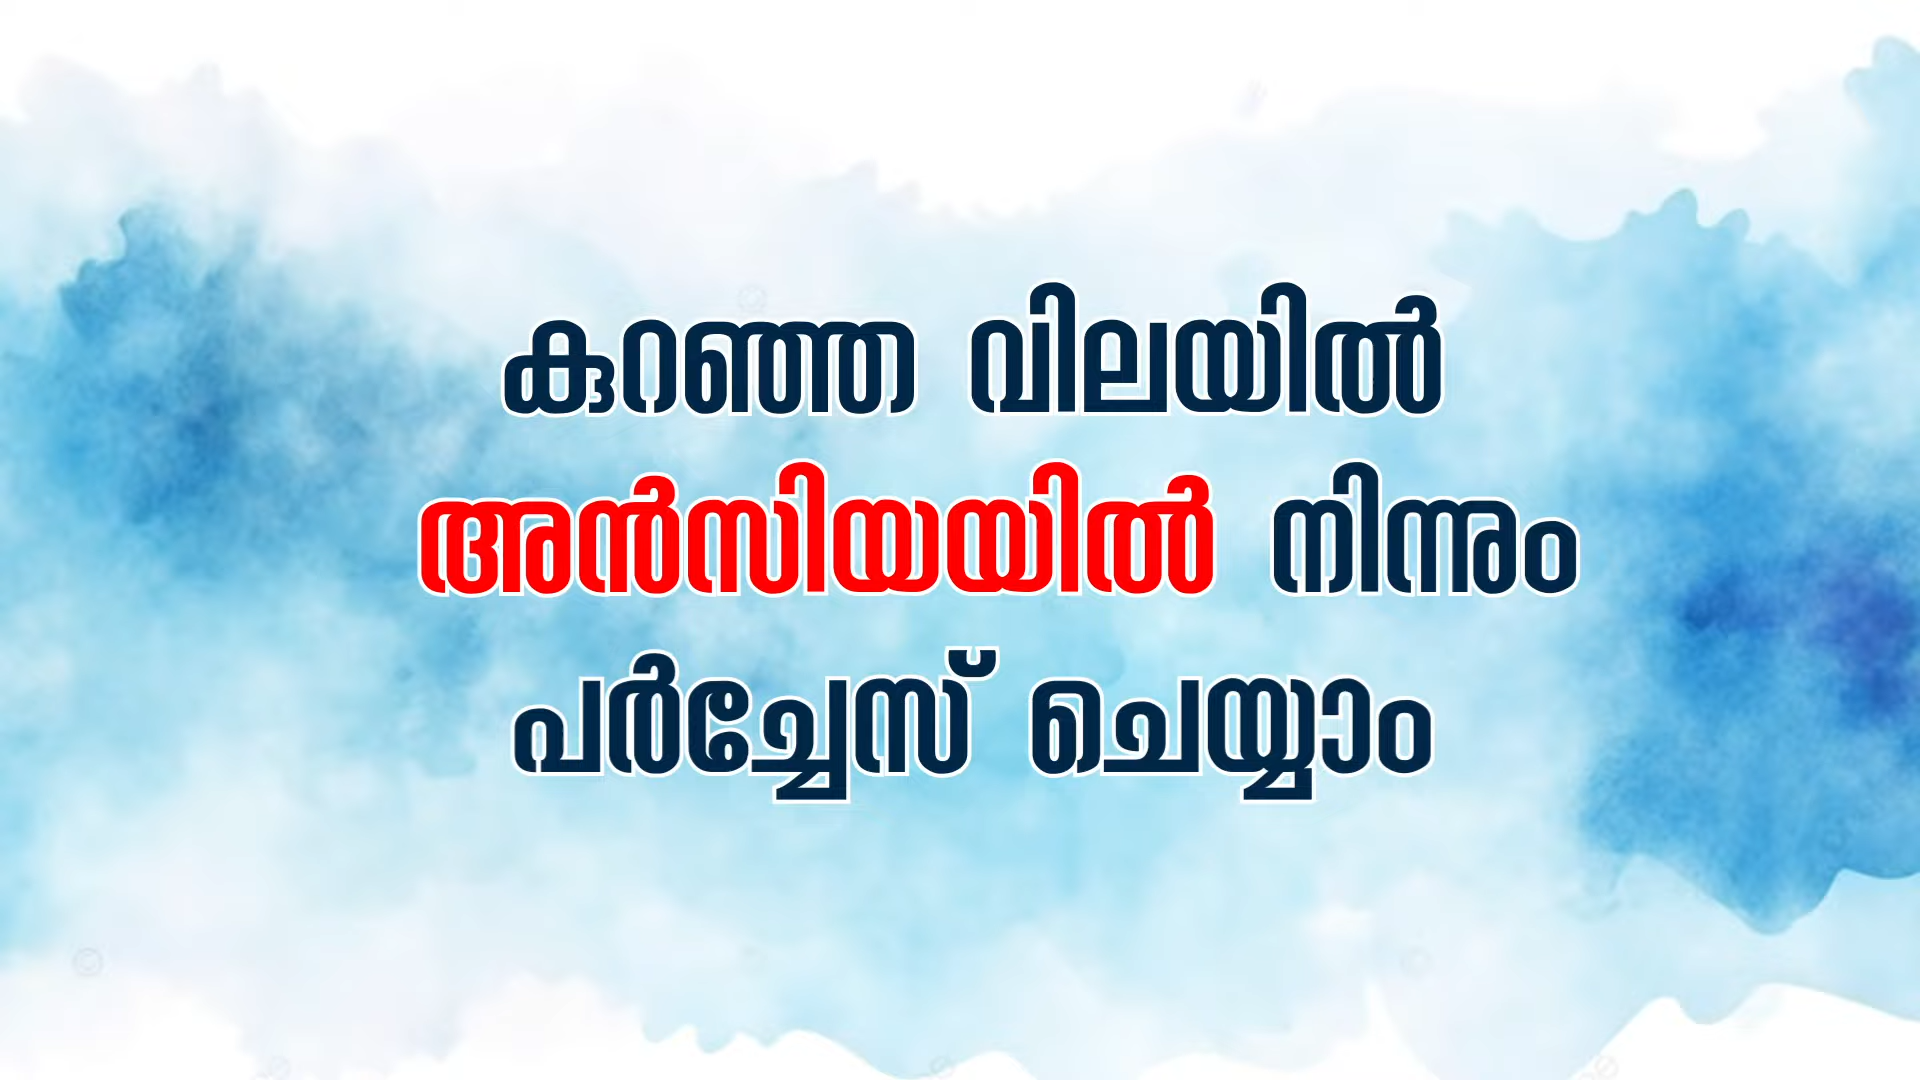 കുറഞ്ഞ വിലയിൽ
അൻസിയയിൽ നിന്നും
പർച്ചേസ് ചെയ്യാം